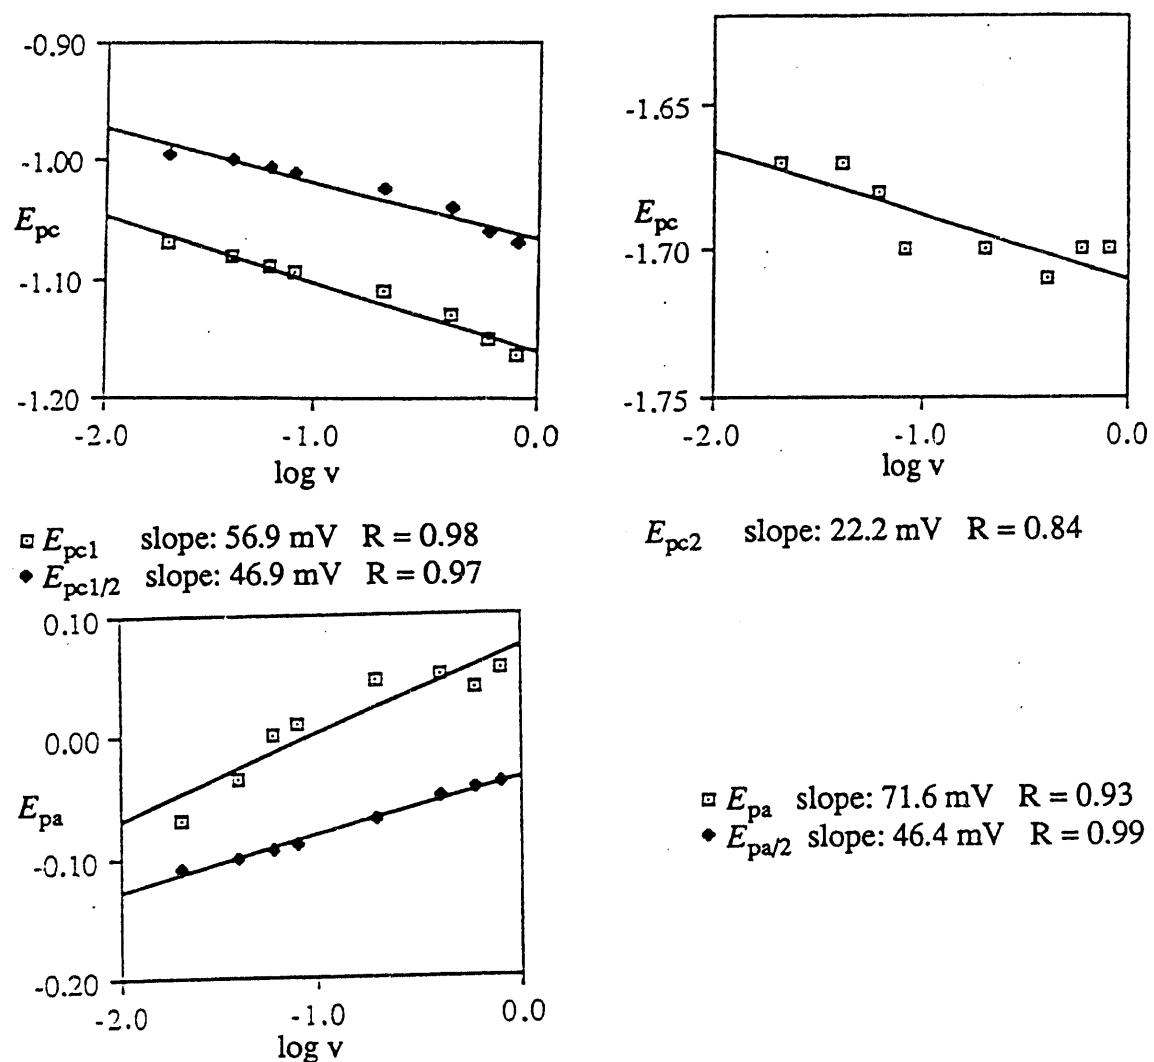 -0.90
-1.00
E_pc
-1.10
-1.20
-2.0 -1.0 0.0
log v
-1.65
E_pc
-1.70
-1.75
-2.0 -1.0 0.0
log v
E_pc1 slope: 56.9 mV R = 0.98
E_pc1/2 slope: 46.9 mV R = 0.97
E_pc2 slope: 22.2 mV R = 0.84
0.10
0.00
E_pa
-0.10
-0.20
-2.0 -1.0 0.0
log v
E_pa slope: 71.6 mV R = 0.93
E_pa/2 slope: 46.4 mV R = 0.99